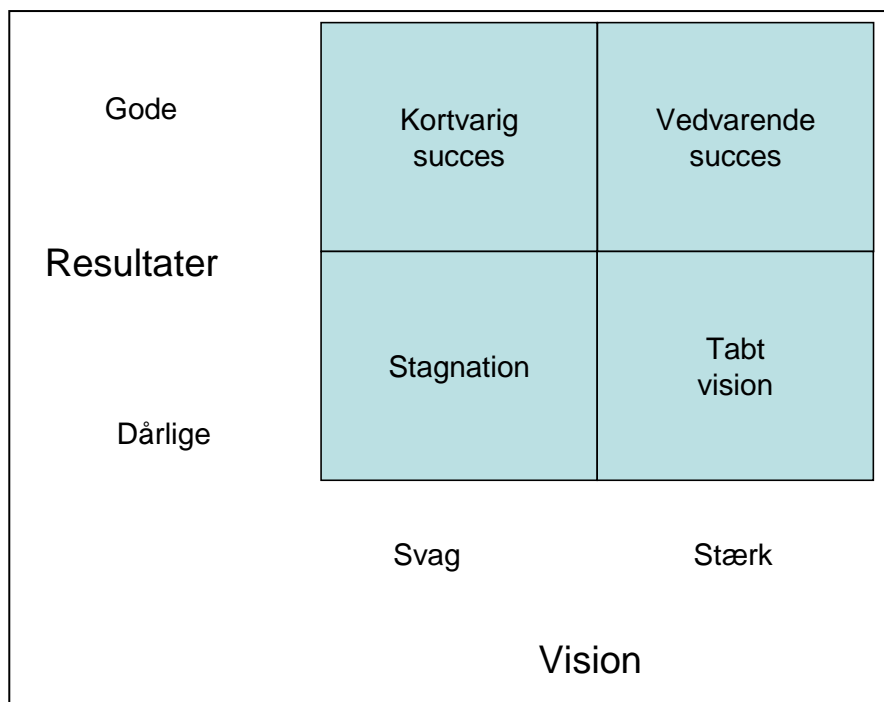 Gode
Kortvarig
succes
Vedvarende
succes
Resultater
Stagnation
Tabt
vision
Dårlige
Svag
Stærk
Vision